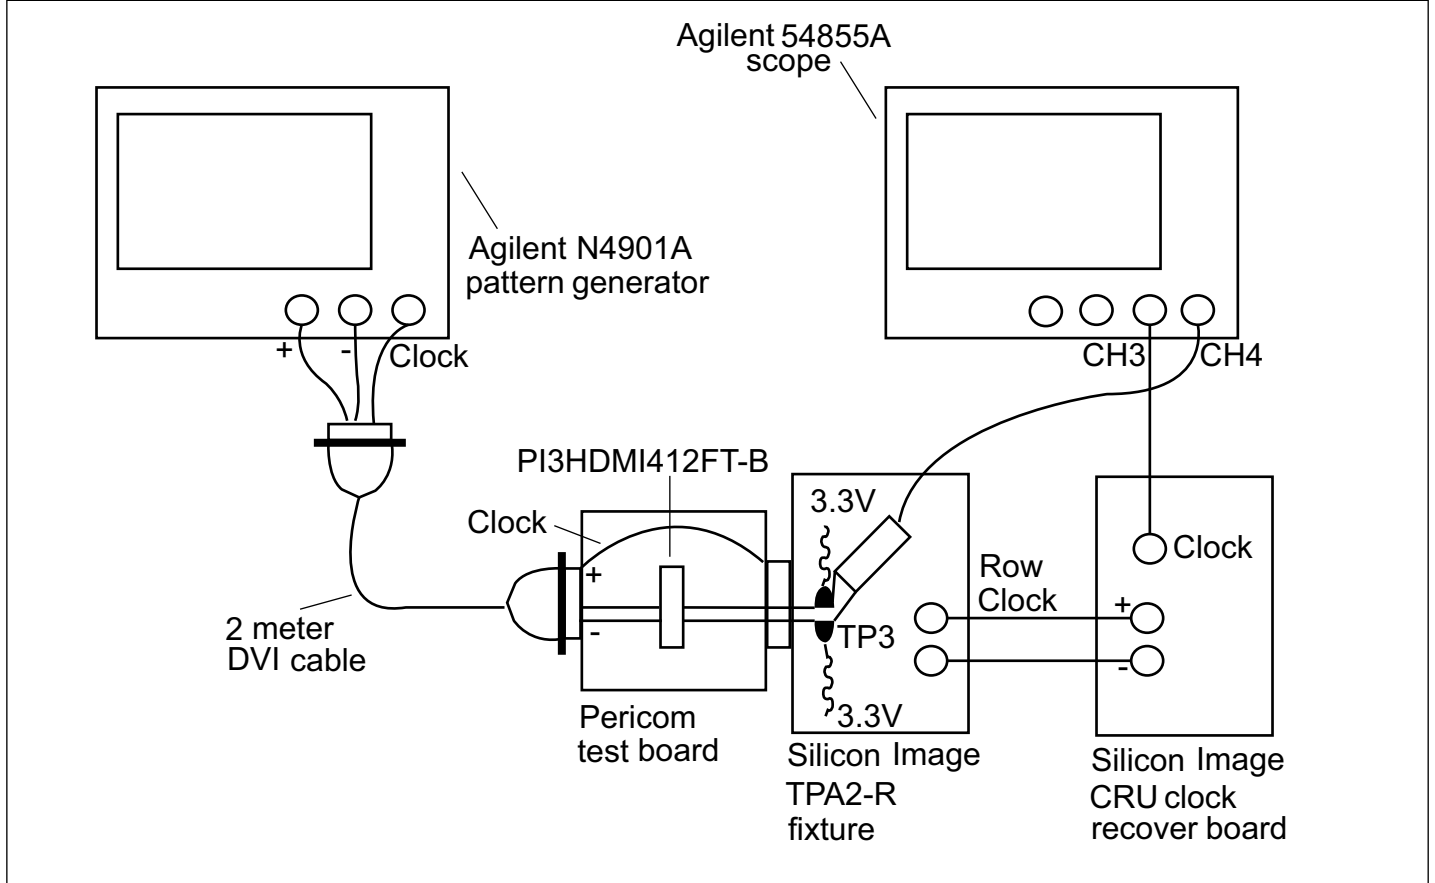 Agilent 54855A
scope
Agilent N4901A
pattern generator
+
-
Clock
CH3
CH4
PI3HDMI412FT-B
Clock
+
-
2 meter
DVI cable
Pericom
test board
3.3V
TP3
3.3V
Silicon Image
TPA2-R
fixture
Row
Clock
Clock
+
-
Silicon Image
CRU clock
recover board